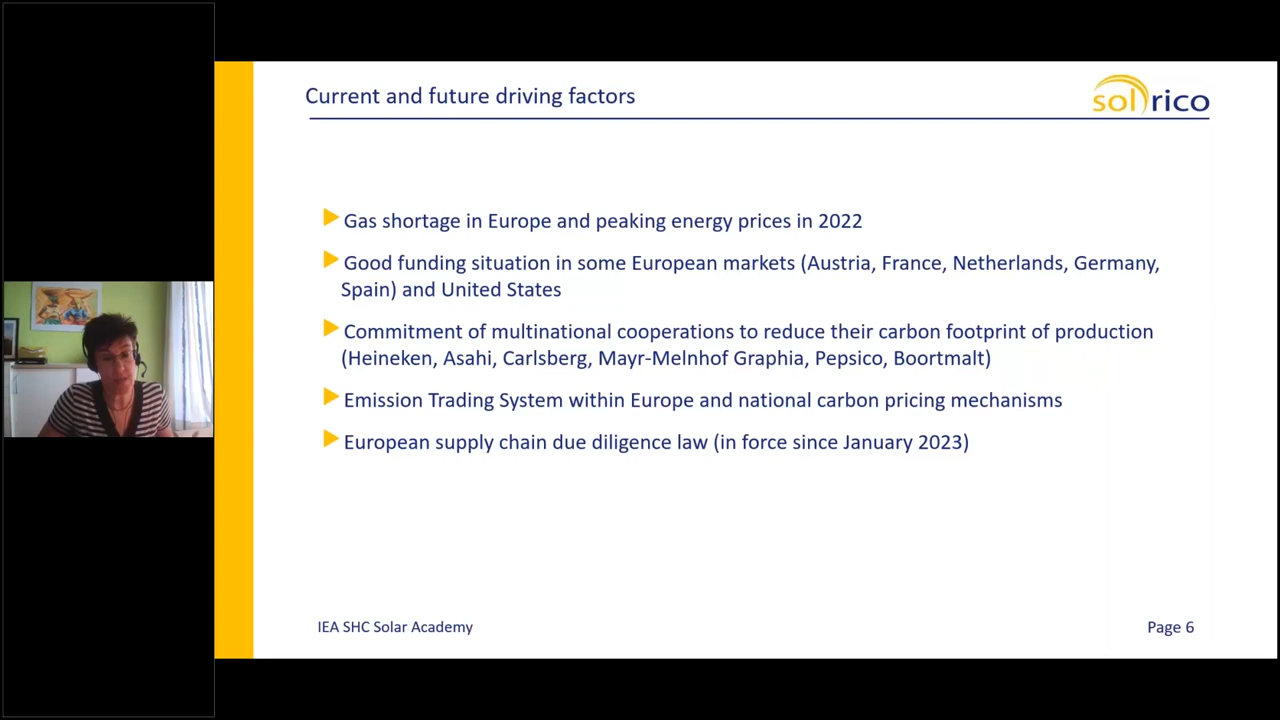 Current and future driving factors
solrico
Gas shortage in Europe and peaking energy prices in 2022
Good funding situation in some European markets (Austria, France, Netherlands, Germany,
Spain) and United States
Commitment of multinational cooperations to reduce their carbon footprint of production
(Heineken, Asahi, Carlsberg, Mayr-Melnhof Graphia, Pepsico, Boortmalt)
Emission Trading System within Europe and national carbon pricing mechanisms
European supply chain due diligence law (in force since January 2023)
IEA SHC Solar Academy
Page 6